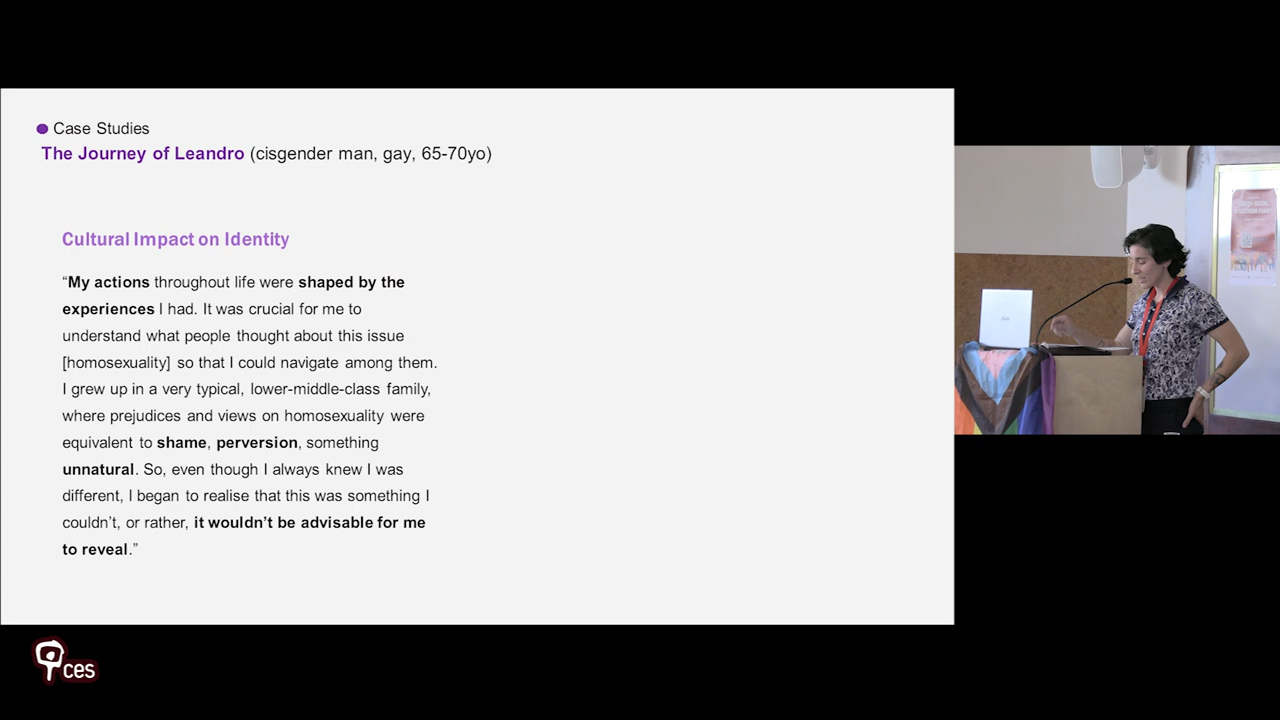 Case Studies
The Journey of Leandro (cisgender man, gay, 65-70yo)
Cultural Impact on Identity
“My actions throughout life were shaped by the
experiences I had. It was crucial for me to
understand what people thought about this issue
[homosexuality] so that I could navigate among them.
I grew up in a very typical, lower-middle-class family,
where prejudices and views on homosexuality were
equivalent to shame, perversion, something
unnatural. So, even though I always knew I was
different, I began to realise that this was something I
couldn’t, or rather, it wouldn’t be advisable for me
to reveal.”
ces